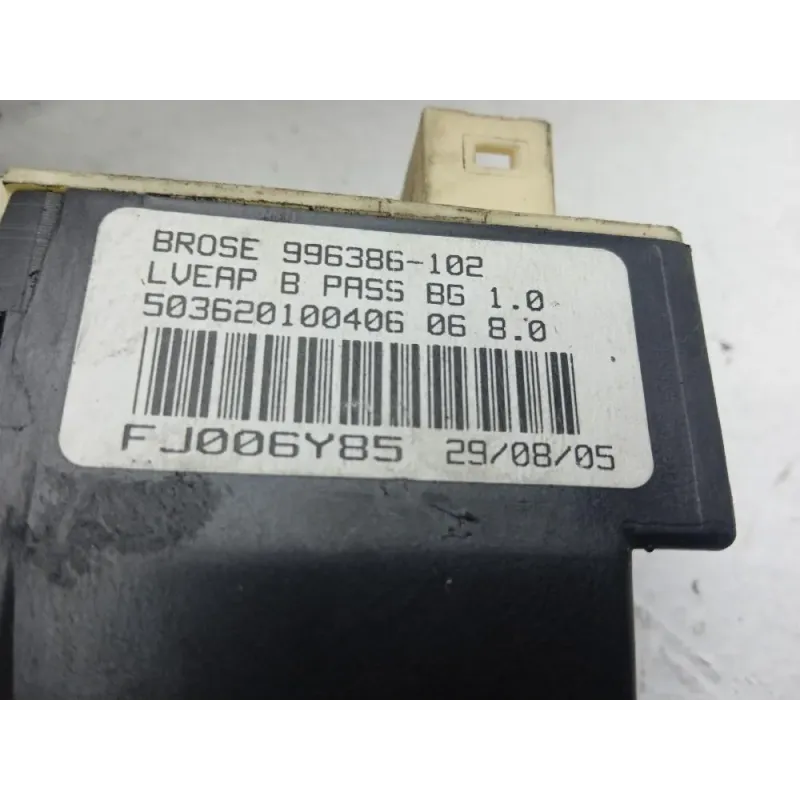 BROSE 996386-102
LVEAP B PASS BG 1.0
503620100406 06 8.0
FJ006Y85 29/08/05